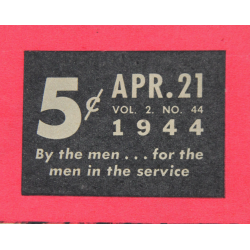 5¢ APR. 21
VOL. 2. NO. 44
1944
By the men . . . for the
men in the service